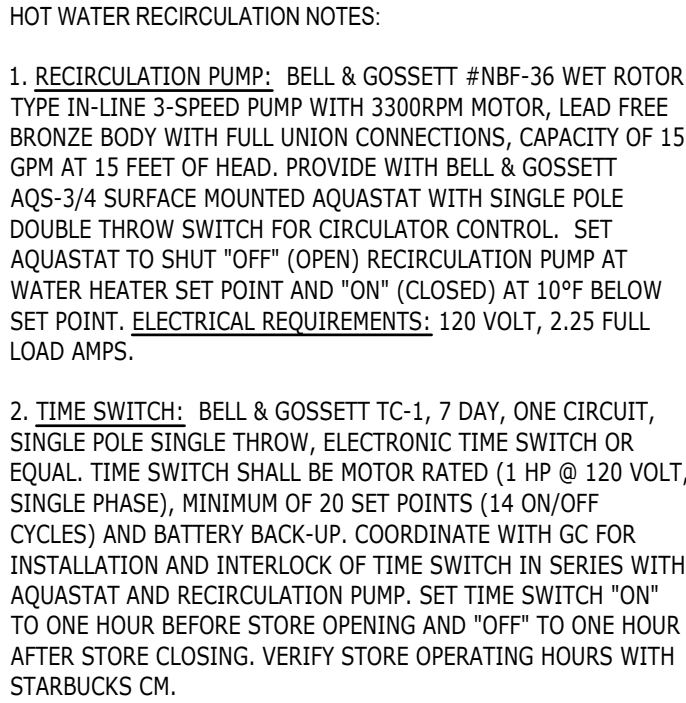 HOT WATER RECIRCULATION NOTES:
1. RECIRCULATION PUMP: BELL & GOSSETT #NBF-36 WET ROTOR
TYPE IN-LINE 3-SPEED PUMP WITH 3300RPM MOTOR, LEAD FREE
BRONZE BODY WITH FULL UNION CONNECTIONS, CAPACITY OF 15
GPM AT 15 FEET OF HEAD. PROVIDE WITH BELL & GOSSETT
AQS-3/4 SURFACE MOUNTED AQUASTAT WITH SINGLE POLE
DOUBLE THROW SWITCH FOR CIRCULATOR CONTROL. SET
AQUASTAT TO SHUT "OFF" (OPEN) RECIRCULATION PUMP AT
WATER HEATER SET POINT AND "ON" (CLOSED) AT 10°F BELOW
SET POINT. ELECTRICAL REQUIREMENTS: 120 VOLT, 2.25 FULL
LOAD AMPS.
2. TIME SWITCH: BELL & GOSSETT TC-1, 7 DAY, ONE CIRCUIT,
SINGLE POLE SINGLE THROW, ELECTRONIC TIME SWITCH OR
EQUAL. TIME SWITCH SHALL BE MOTOR RATED (1 HP @ 120 VOLT,
SINGLE PHASE), MINIMUM OF 20 SET POINTS (14 ON/OFF
CYCLES) AND BATTERY BACK-UP. COORDINATE WITH GC FOR
INSTALLATION AND INTERLOCK OF TIME SWITCH IN SERIES WITH
AQUASTAT AND RECIRCULATION PUMP. SET TIME SWITCH "ON"
TO ONE HOUR BEFORE STORE OPENING AND "OFF" TO ONE HOUR
AFTER STORE CLOSING. VERIFY STORE OPERATING HOURS WITH
STARBUCKS CM.